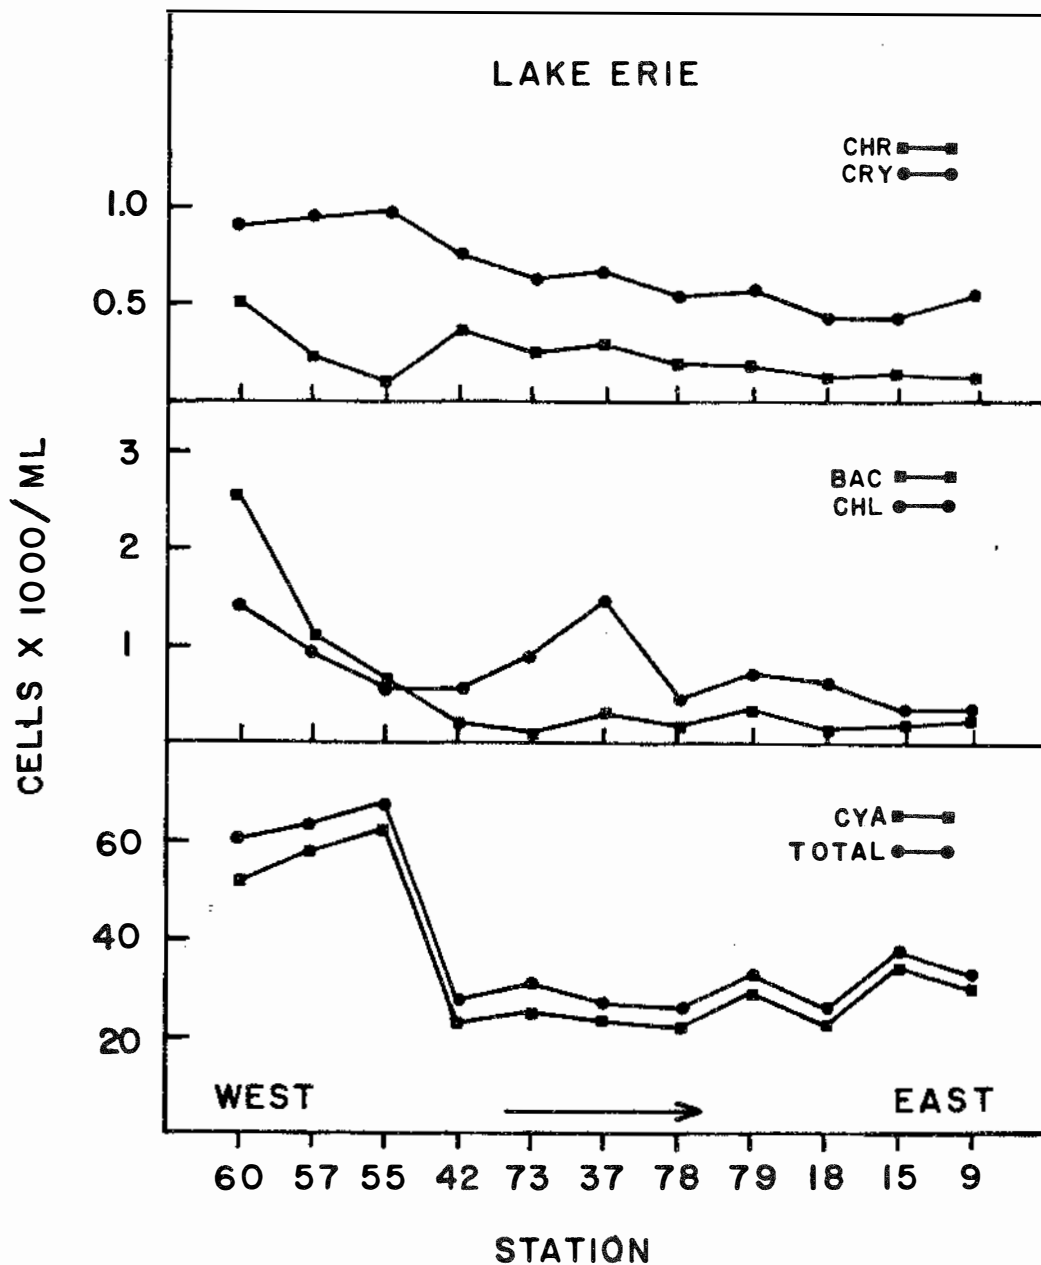 LAKE ERIE
CHR
CRY
1.0
0.5
CELLS X 1000/ML
3
2
1
BAC
CHL
60
40
20
CYA
TOTAL
WEST
EAST
60 57 55 42 73 37 78 79 18 15 9
STATION